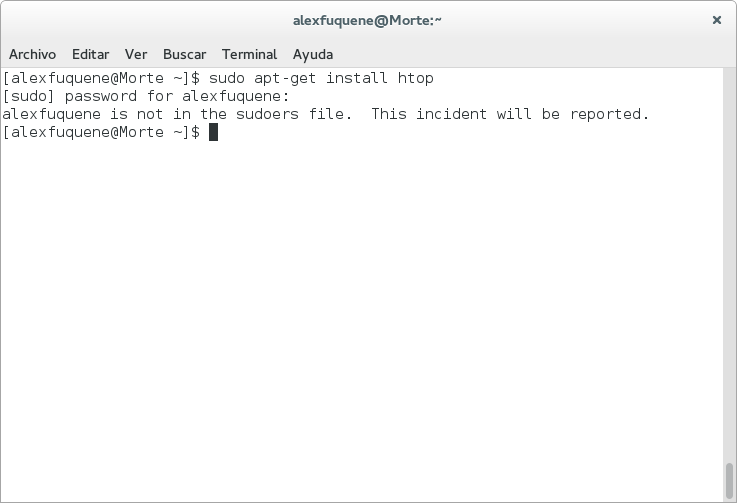 alexfuquene@Morte:~
Archivo Editar Ver Buscar Terminal Ayuda
[alexfuquene@Morte ~]$ sudo apt-get install htop
[sudo] password for alexfuquene:
alexfuquene is not in the sudoers file.  This incident will be reported.
[alexfuquene@Morte ~]$